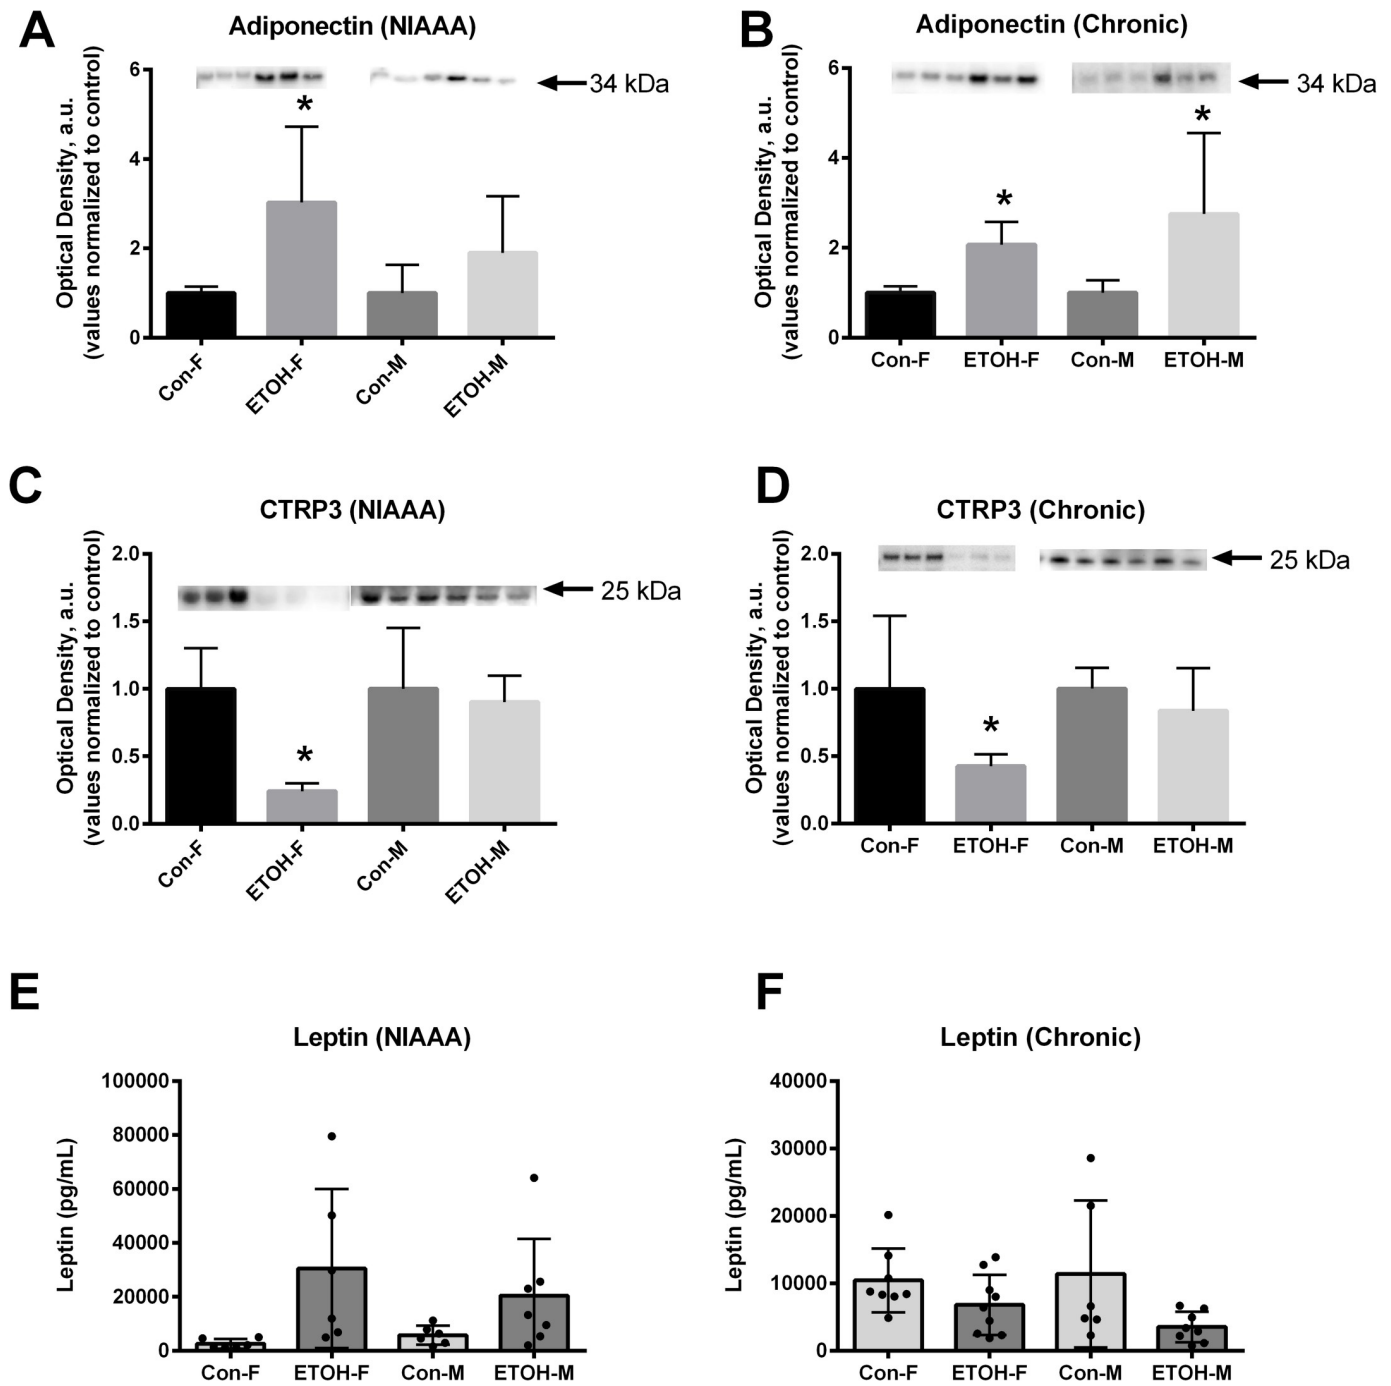 A
Adiponectin (NIAAA)
Optical Density, a.u.
(values normalized to control)
6
4
2
0
34 kDa
*
Con-F
ETOH-F
Con-M
ETOH-M
B
Adiponectin (Chronic)
Optical Density, a.u.
(values normalized to control)
6
4
2
0
34 kDa
*
*
Con-F
ETOH-F
Con-M
ETOH-M
C
CTRP3 (NIAAA)
Optical Density, a.u.
(values normalized to control)
2.0
1.5
1.0
0.5
0.0
25 kDa
*
Con-F
ETOH-F
Con-M
ETOH-M
D
CTRP3 (Chronic)
Optical Density, a.u.
(values normalized to control)
2.0
1.5
1.0
0.5
0.0
25 kDa
*
Con-F
ETOH-F
Con-M
ETOH-M
E
Leptin (NIAAA)
Leptin (pg/mL)
100000
80000
60000
40000
20000
0
Con-F
ETOH-F
Con-M
ETOH-M
F
Leptin (Chronic)
Leptin (pg/mL)
40000
30000
20000
10000
0
Con-F
ETOH-F
Con-M
ETOH-M